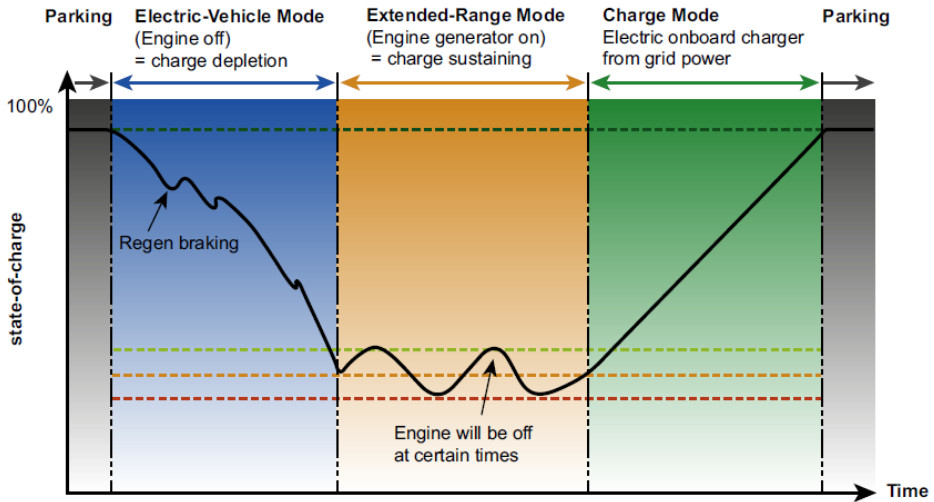 Parking
Electric-Vehicle Mode
(Engine off)
= charge depletion
Extended-Range Mode
(Engine generator on)
= charge sustaining
Charge Mode
Electric onboard charger
from grid power
Parking
100%
state-of-charge
Regen braking
Engine will be off
at certain times
Time